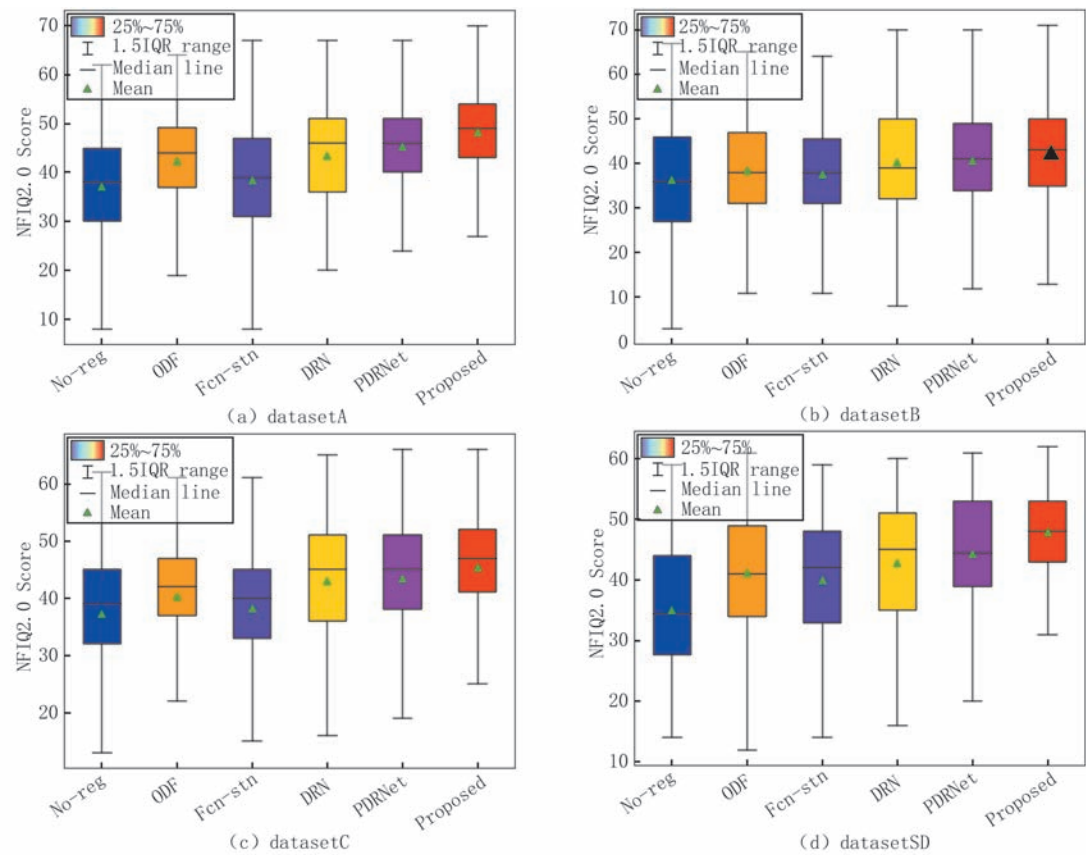 25%~75%
1.5IQR range
Median line
Mean
NFIQ2.0 Score
70
60
50
40
30
20
10
No-reg
ODF
Fcn-stn
DRN
PDRNet
Proposed
(a) datasetA
25%~75%
1.5IQR range
Median line
Mean
NFIQ2.0 Score
70
60
50
40
30
20
10
0
No-reg
ODF
Fcn-stn
DRN
PDRNet
Proposed
(b) datasetB
25%~75%
1.5IQR range
Median line
Mean
NFIQ2.0 Score
60
50
40
30
20
No-reg
ODF
Fcn-stn
DRN
PDRNet
Proposed
(c) datasetC
25%~75%
1.5IQR range
Median line
Mean
NFIQ2.0 Score
60
50
40
30
20
10
No-reg
ODF
Fcn-stn
DRN
PDRNet
Proposed
(d) datasetSD